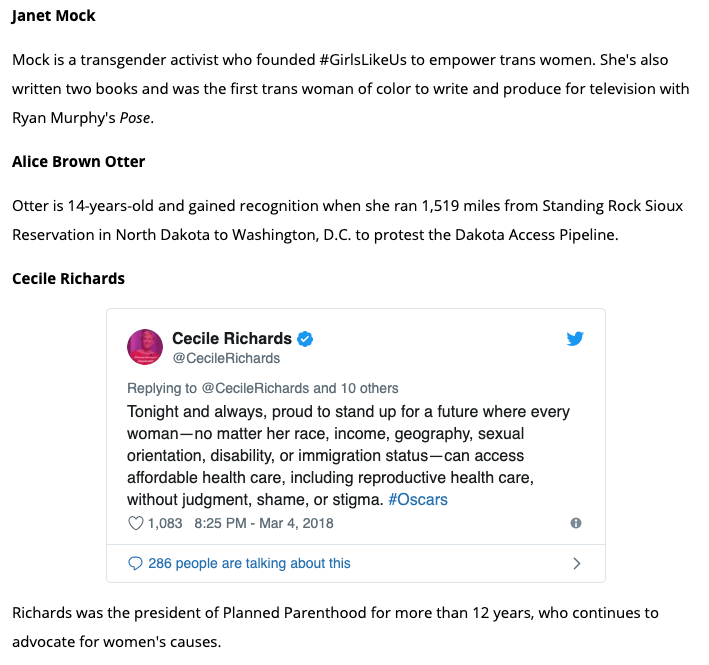 Janet Mock
Mock is a transgender activist who founded #GirlsLikeUs to empower trans women. She's also
written two books and was the first trans woman of color to write and produce for television with
Ryan Murphy's Pose.
Alice Brown Otter
Otter is 14-years-old and gained recognition when she ran 1,519 miles from Standing Rock Sioux
Reservation in North Dakota to Washington, D.C. to protest the Dakota Access Pipeline.
Cecile Richards
Cecile Richards
@CecileRichards
Replying to @CecileRichards and 10 others
Tonight and always, proud to stand up for a future where every
woman—no matter her race, income, geography, sexual
orientation, disability, or immigration status—can access
affordable health care, including reproductive health care,
without judgment, shame, or stigma. #Oscars
1,083 8:25 PM - Mar 4, 2018
286 people are talking about this
Richards was the president of Planned Parenthood for more than 12 years, who continues to
advocate for women's causes.